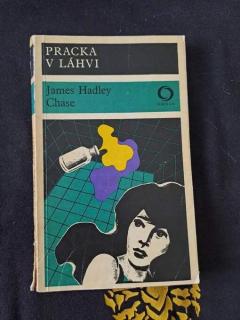 PRACKA
V LÁHVI
James Hadley
Chase